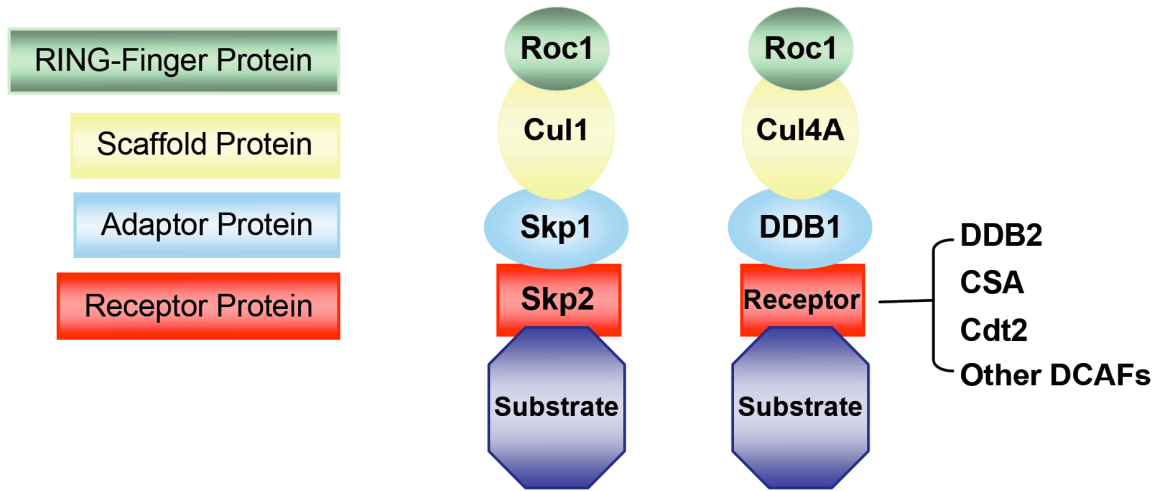 RING-Finger Protein
Scaffold Protein
Adaptor Protein
Receptor Protein
Roc1
Cul1
Skp1
Skp2
Substrate
Roc1
Cul4A
DDB1
Receptor
Substrate
DDB2
CSA
Cdt2
Other DCAFs